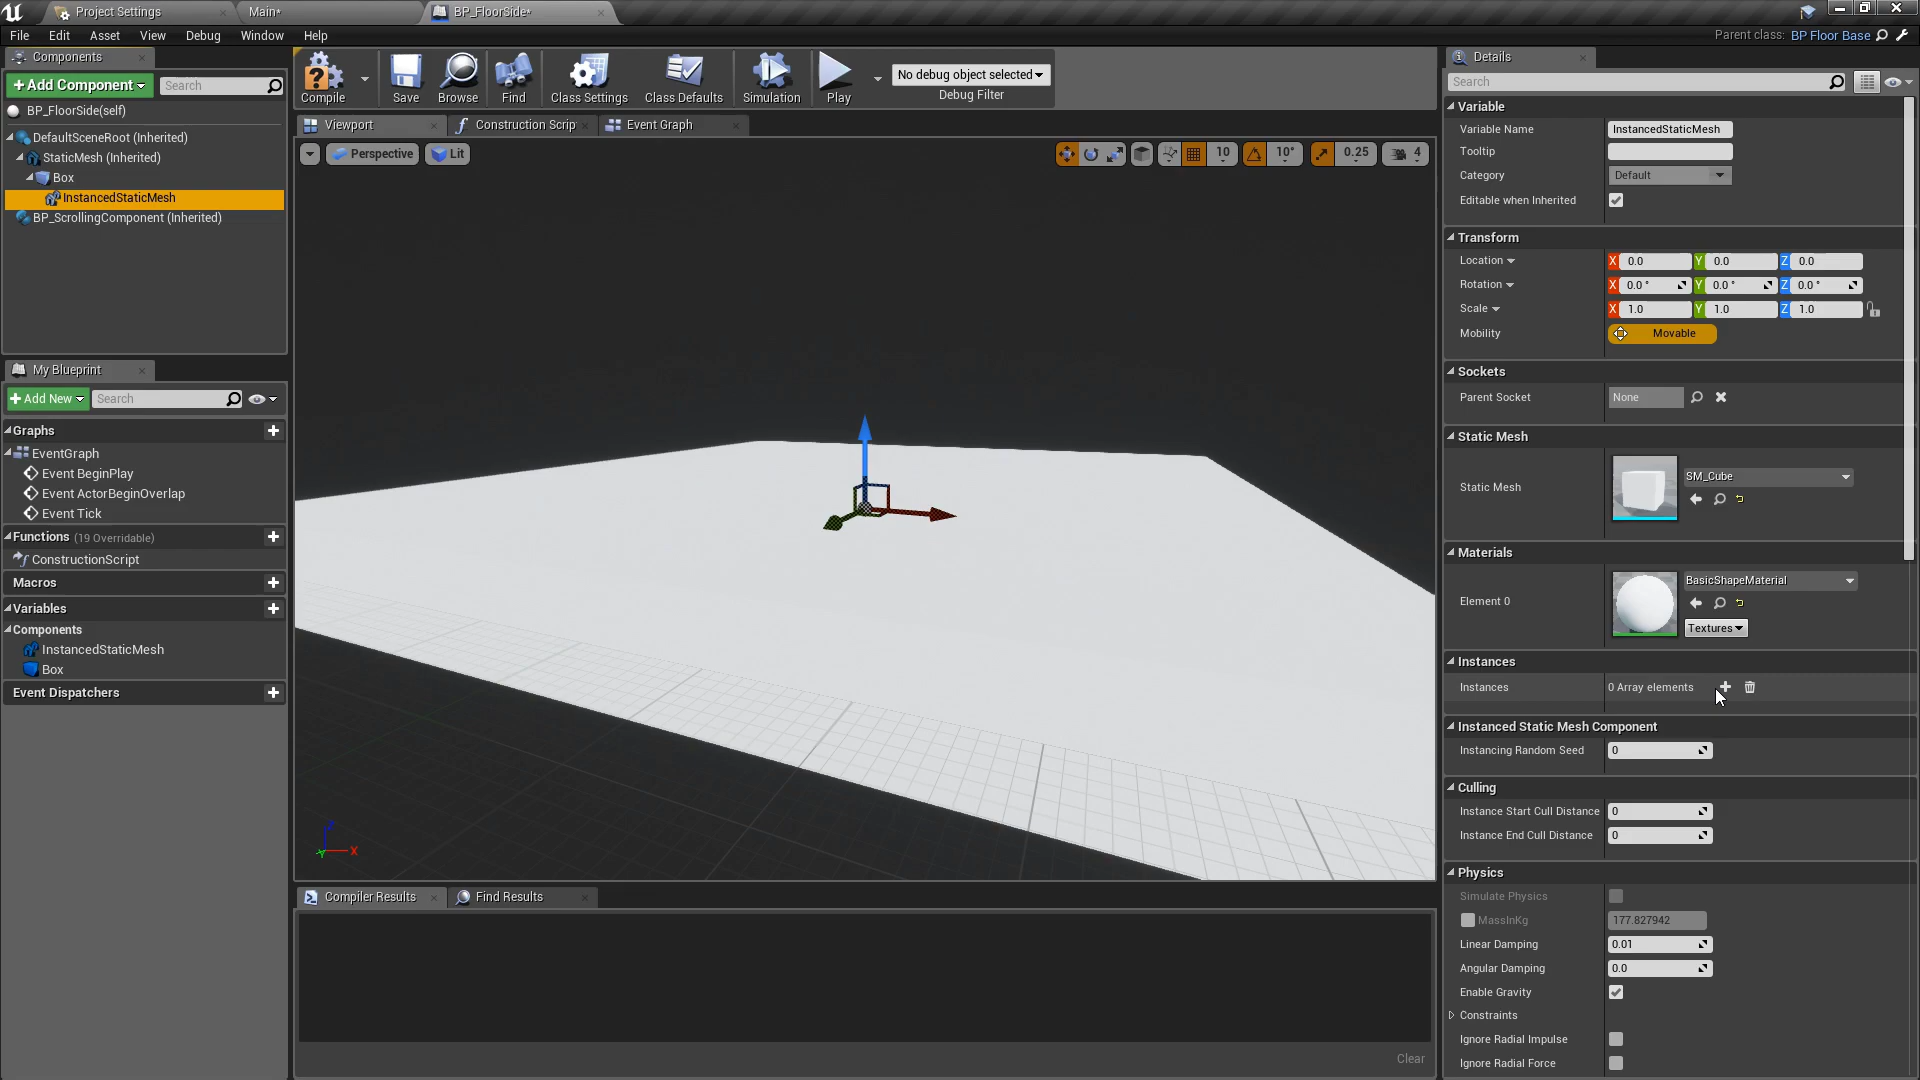 Project Settings
Main*
BP_FloorSide*
File
Edit
Asset
View
Debug
Window
Help
Parent class:
BP Floor Base
Components
+Add Component
Search
BP_FloorSide(self)
DefaultSceneRoot (Inherited)
StaticMesh (Inherited)
Box
InstancedStaticMesh
BP_ScrollingComponent (Inherited)
My Blueprint
+Add New
Search
Graphs
EventGraph
Event BeginPlay
Event ActorBeginOverlap
Event Tick
Functions (19 Overridable)
ConstructionScript
Macros
Variables
Components
InstancedStaticMesh
Box
Event Dispatchers
Compile
Save
Browse
Find
Class Settings
Class Defaults
Simulation
Play
No debug object selected
Debug Filter
Viewport
Construction Scrip
Event Graph
Perspective
Lit
10
10°
0.25
4
Z
X
Y
Compiler Results
Find Results
Clear
Details
Search
Variable
Variable Name
InstancedStaticMesh
Tooltip
Category
Default
Editable when Inherited
Transform
Location
X 0.0 Y 0.0 Z 0.0
Rotation
X 0.0 ° Y 0.0 ° Z 0.0 °
Scale
X 1.0 Y 1.0 Z 1.0
Mobility
Movable
Sockets
Parent Socket
None
Static Mesh
Static Mesh
SM_Cube
Materials
Element 0
BasicShapeMaterial
Textures
Instances
Instances
0 Array elements
Instanced Static Mesh Component
Instancing Random Seed
0
Culling
Instance Start Cull Distance
0
Instance End Cull Distance
0
Physics
Simulate Physics
MassInKg
177.827942
Linear Damping
0.01
Angular Damping
0.0
Enable Gravity
Constraints
Ignore Radial Impulse
Ignore Radial Force